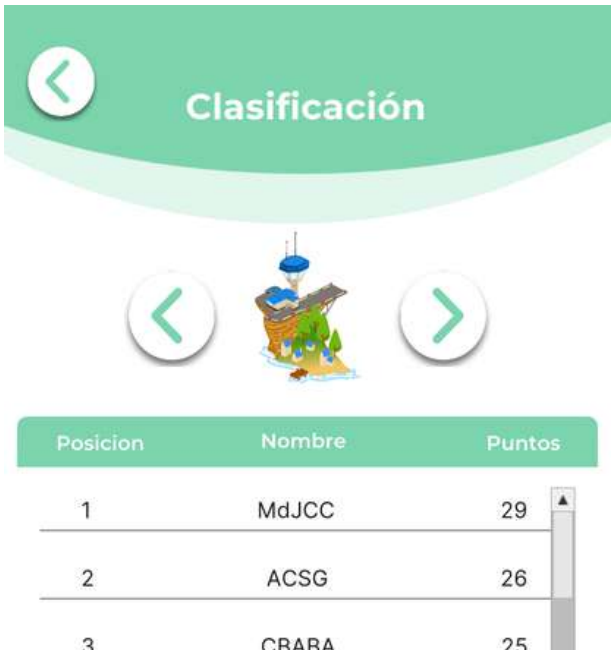 Clasificación
Posicion Nombre Puntos
1 MdJCC 29
2 ACSG 26
3 CBABA 25